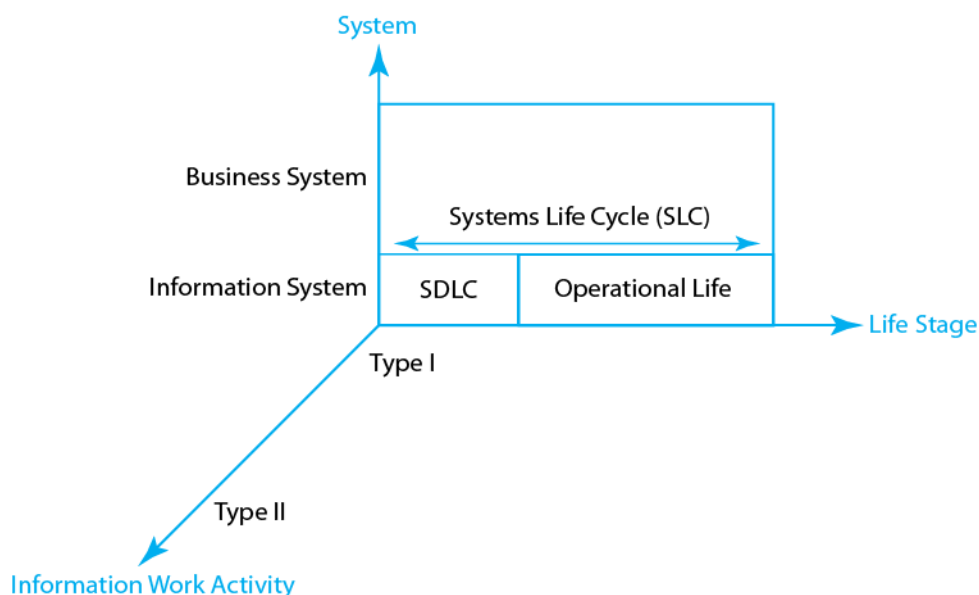 System
Business System
Systems Life Cycle (SLC)
Information System
SDLC
Operational Life
Life Stage
Type I
Type II
Information Work Activity